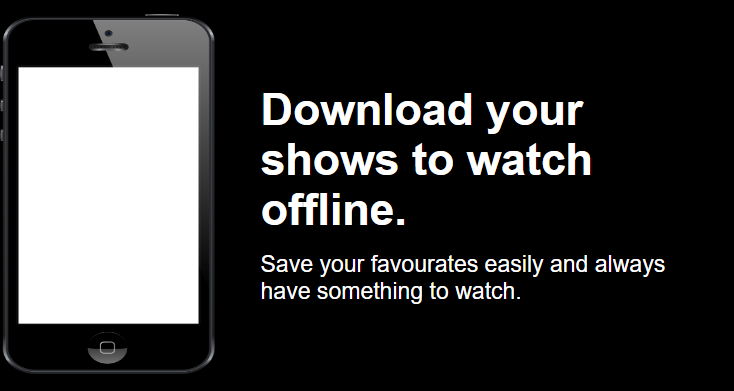 Download your
shows to watch
offline.
Save your favourates easily and always
have something to watch.